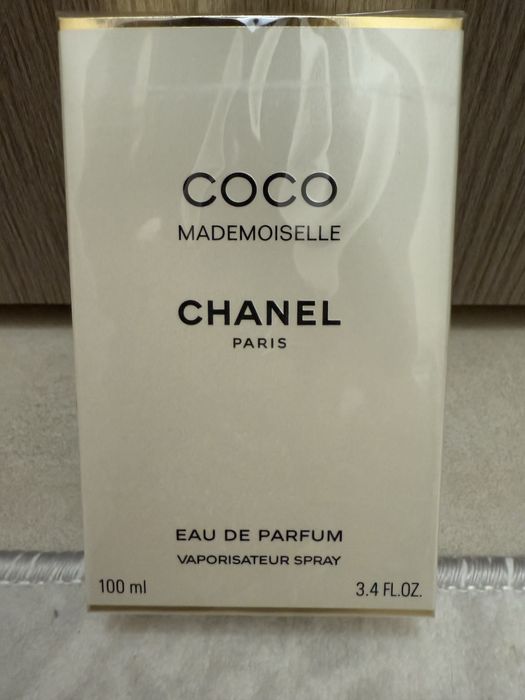 COCO
MADEMOISELLE
CHANEL
PARIS
EAU DE PARFUM
VAPORISATEUR SPRAY
100 ml
3.4 FL.OZ.